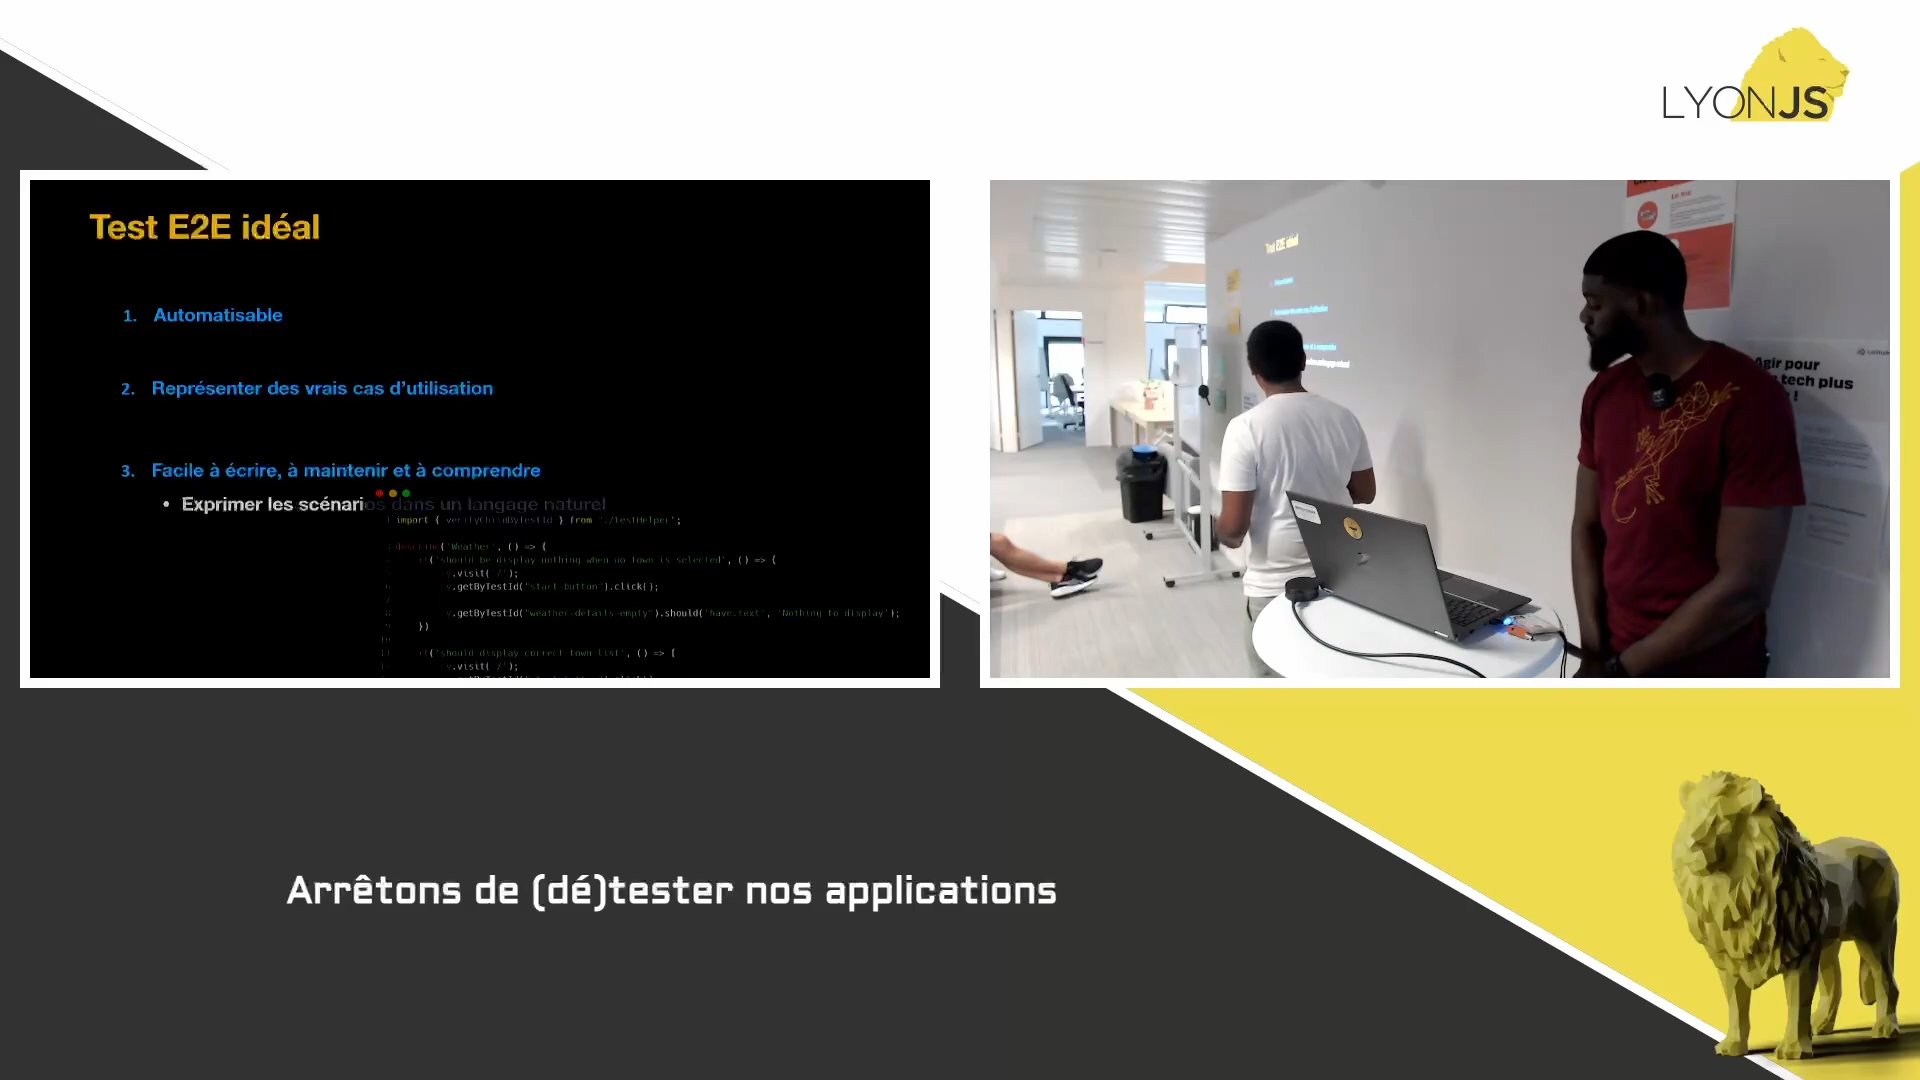 LYONJS
Test E2E idéal
1. Automatisable
2. Représenter des vrais cas d’utilisation
3. Facile à écrire, à maintenir et à comprendre
• Exprimer les scénarios dans un langage naturel
import { verifyChildByTestId } from './testHelper';
describe('Weather', () => {
it('should be display nothing when no town is selected', () => {
.visit('/');
.getByTestId("start-button").click();
.getByTestId("weather-details-empty").should('have.text', 'Nothing to display');
})
it('should display correct town list', () => {
.visit('/');
Test E2E idéal
Agir pour
tech plus
!
Arrêtons de (dé)tester nos applications